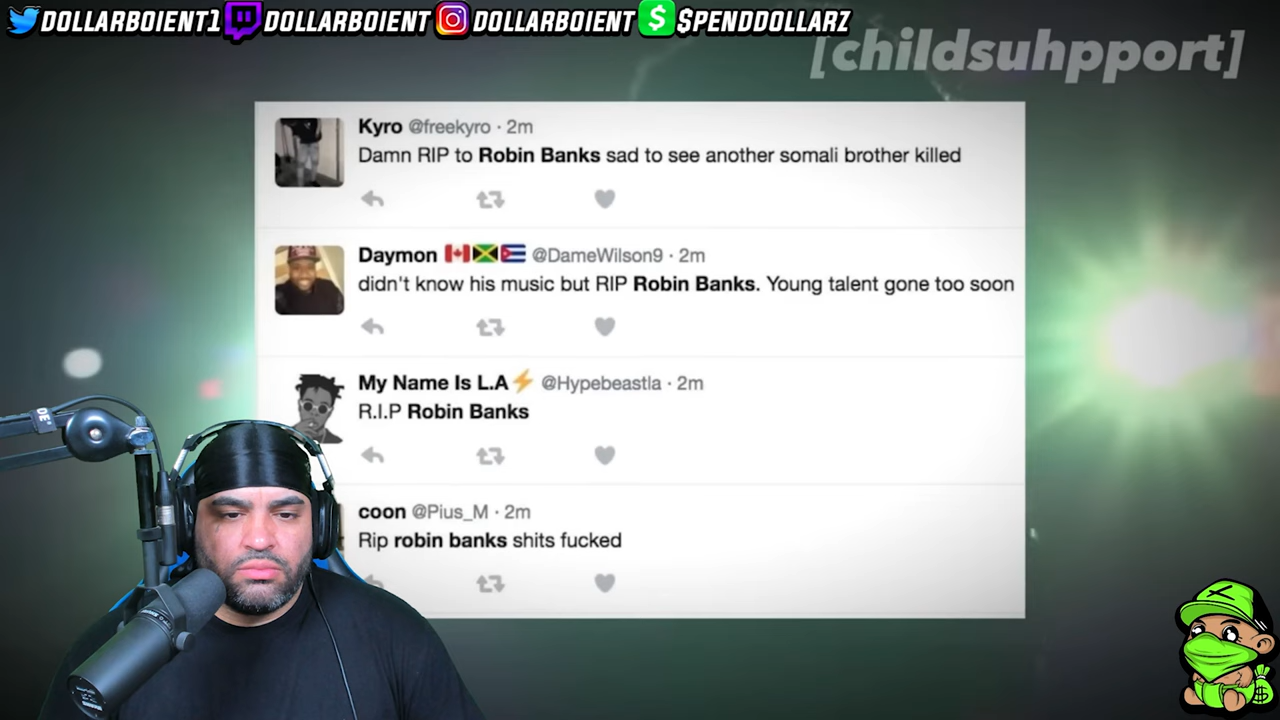 DOLLARBOIENT1 DOLLARBOIENT DOLLARBOIENT $PENDDOLLARZ
[childsuhpport]
Kyro @freekyro · 2m
Damn RIP to Robin Banks sad to see another somali brother killed
Daymon @DameWilson9 · 2m
didn't know his music but RIP Robin Banks. Young talent gone too soon
My Name Is L.A⚡ @Hypebeastla · 2m
R.I.P Robin Banks
coon @Pius_M · 2m
Rip robin banks shits fucked